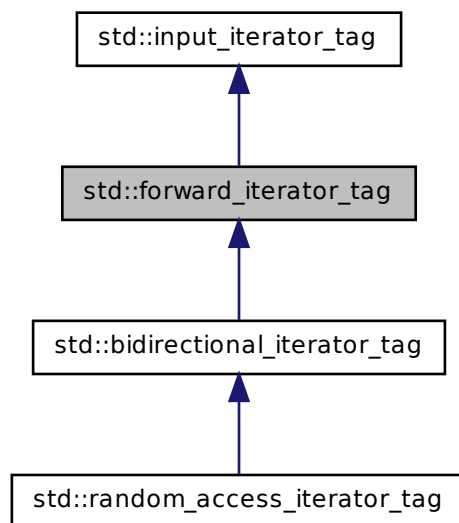 std::input_iterator_tag
std::forward_iterator_tag
std::bidirectional_iterator_tag
std::random_access_iterator_tag